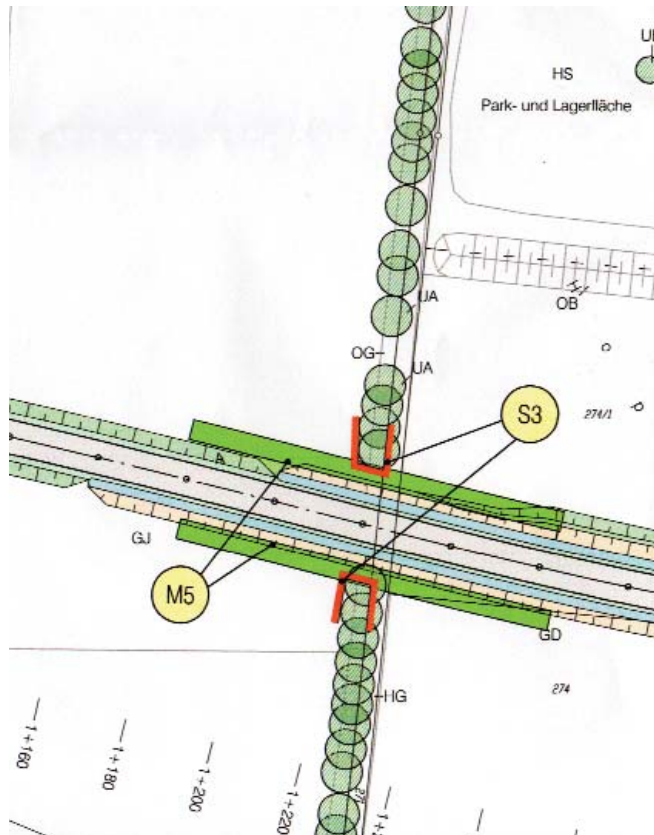 HS
Park- und Lagerfläche
UA
OB
OG
UA
S3
274/1
A
GJ
M5
GD
274
HG
1+160
1+180
1+200
1+220